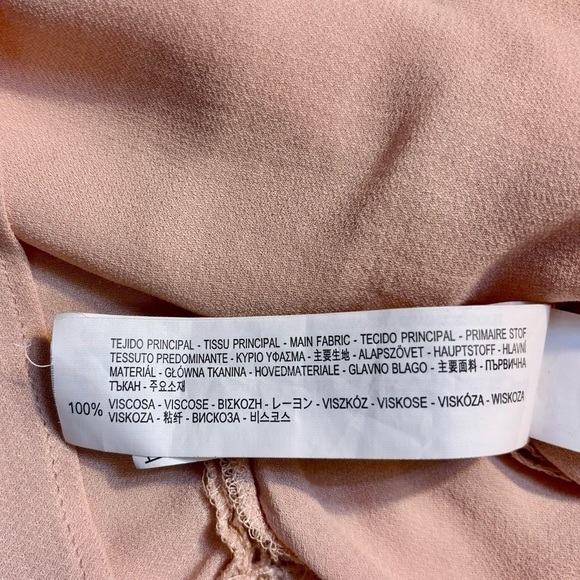 TEJIDO PRINCIPAL - TISSU PRINCIPAL - MAIN FABRIC - TECIDO PRINCIPAL - PRIMAIRE STOF
TESSUTO PREDOMINANTE - ΚΥΡΙΟ ΥΦΑΣΜΑ - 主要生地 - ALAPSZÖVET - HAUPTSTOFF - HLAVNÍ
MATERIÁL - GŁÓWNA TKANINA - HOVEDMATERIALE - GLAVNO BLAGO - 主要面料 - ПЪРВИЧНА
ТЪКАН - 주요소재
100% VISCOSA - VISCOSE - ΒΙΣΚΟΖΗ - レーヨン - VISZKÓZ - VISKOSE - VISKÓZA - WISKOZA
VISKOZA - 粘纤 - ВИСКОЗА - 비스코스